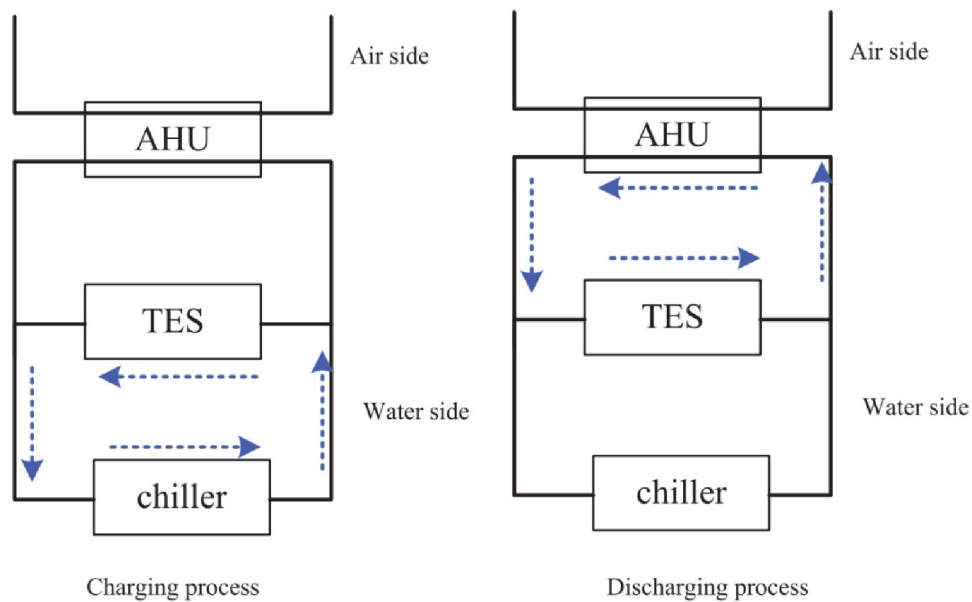 Air side
AHU
TES
Water side
chiller
Charging process
Air side
AHU
TES
Water side
chiller
Discharging process